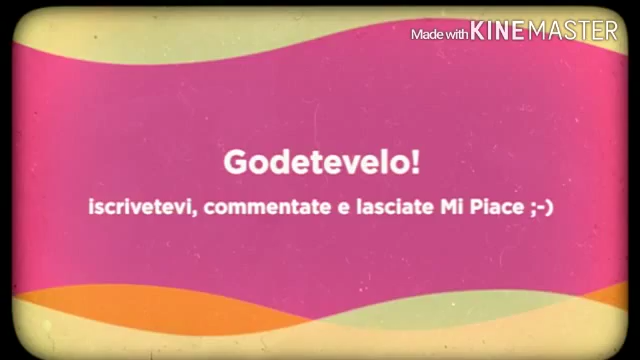 Made with KINEMASTER
Godetevelo!
iscrivetevi, commentate e lasciate Mi Piace ;-)